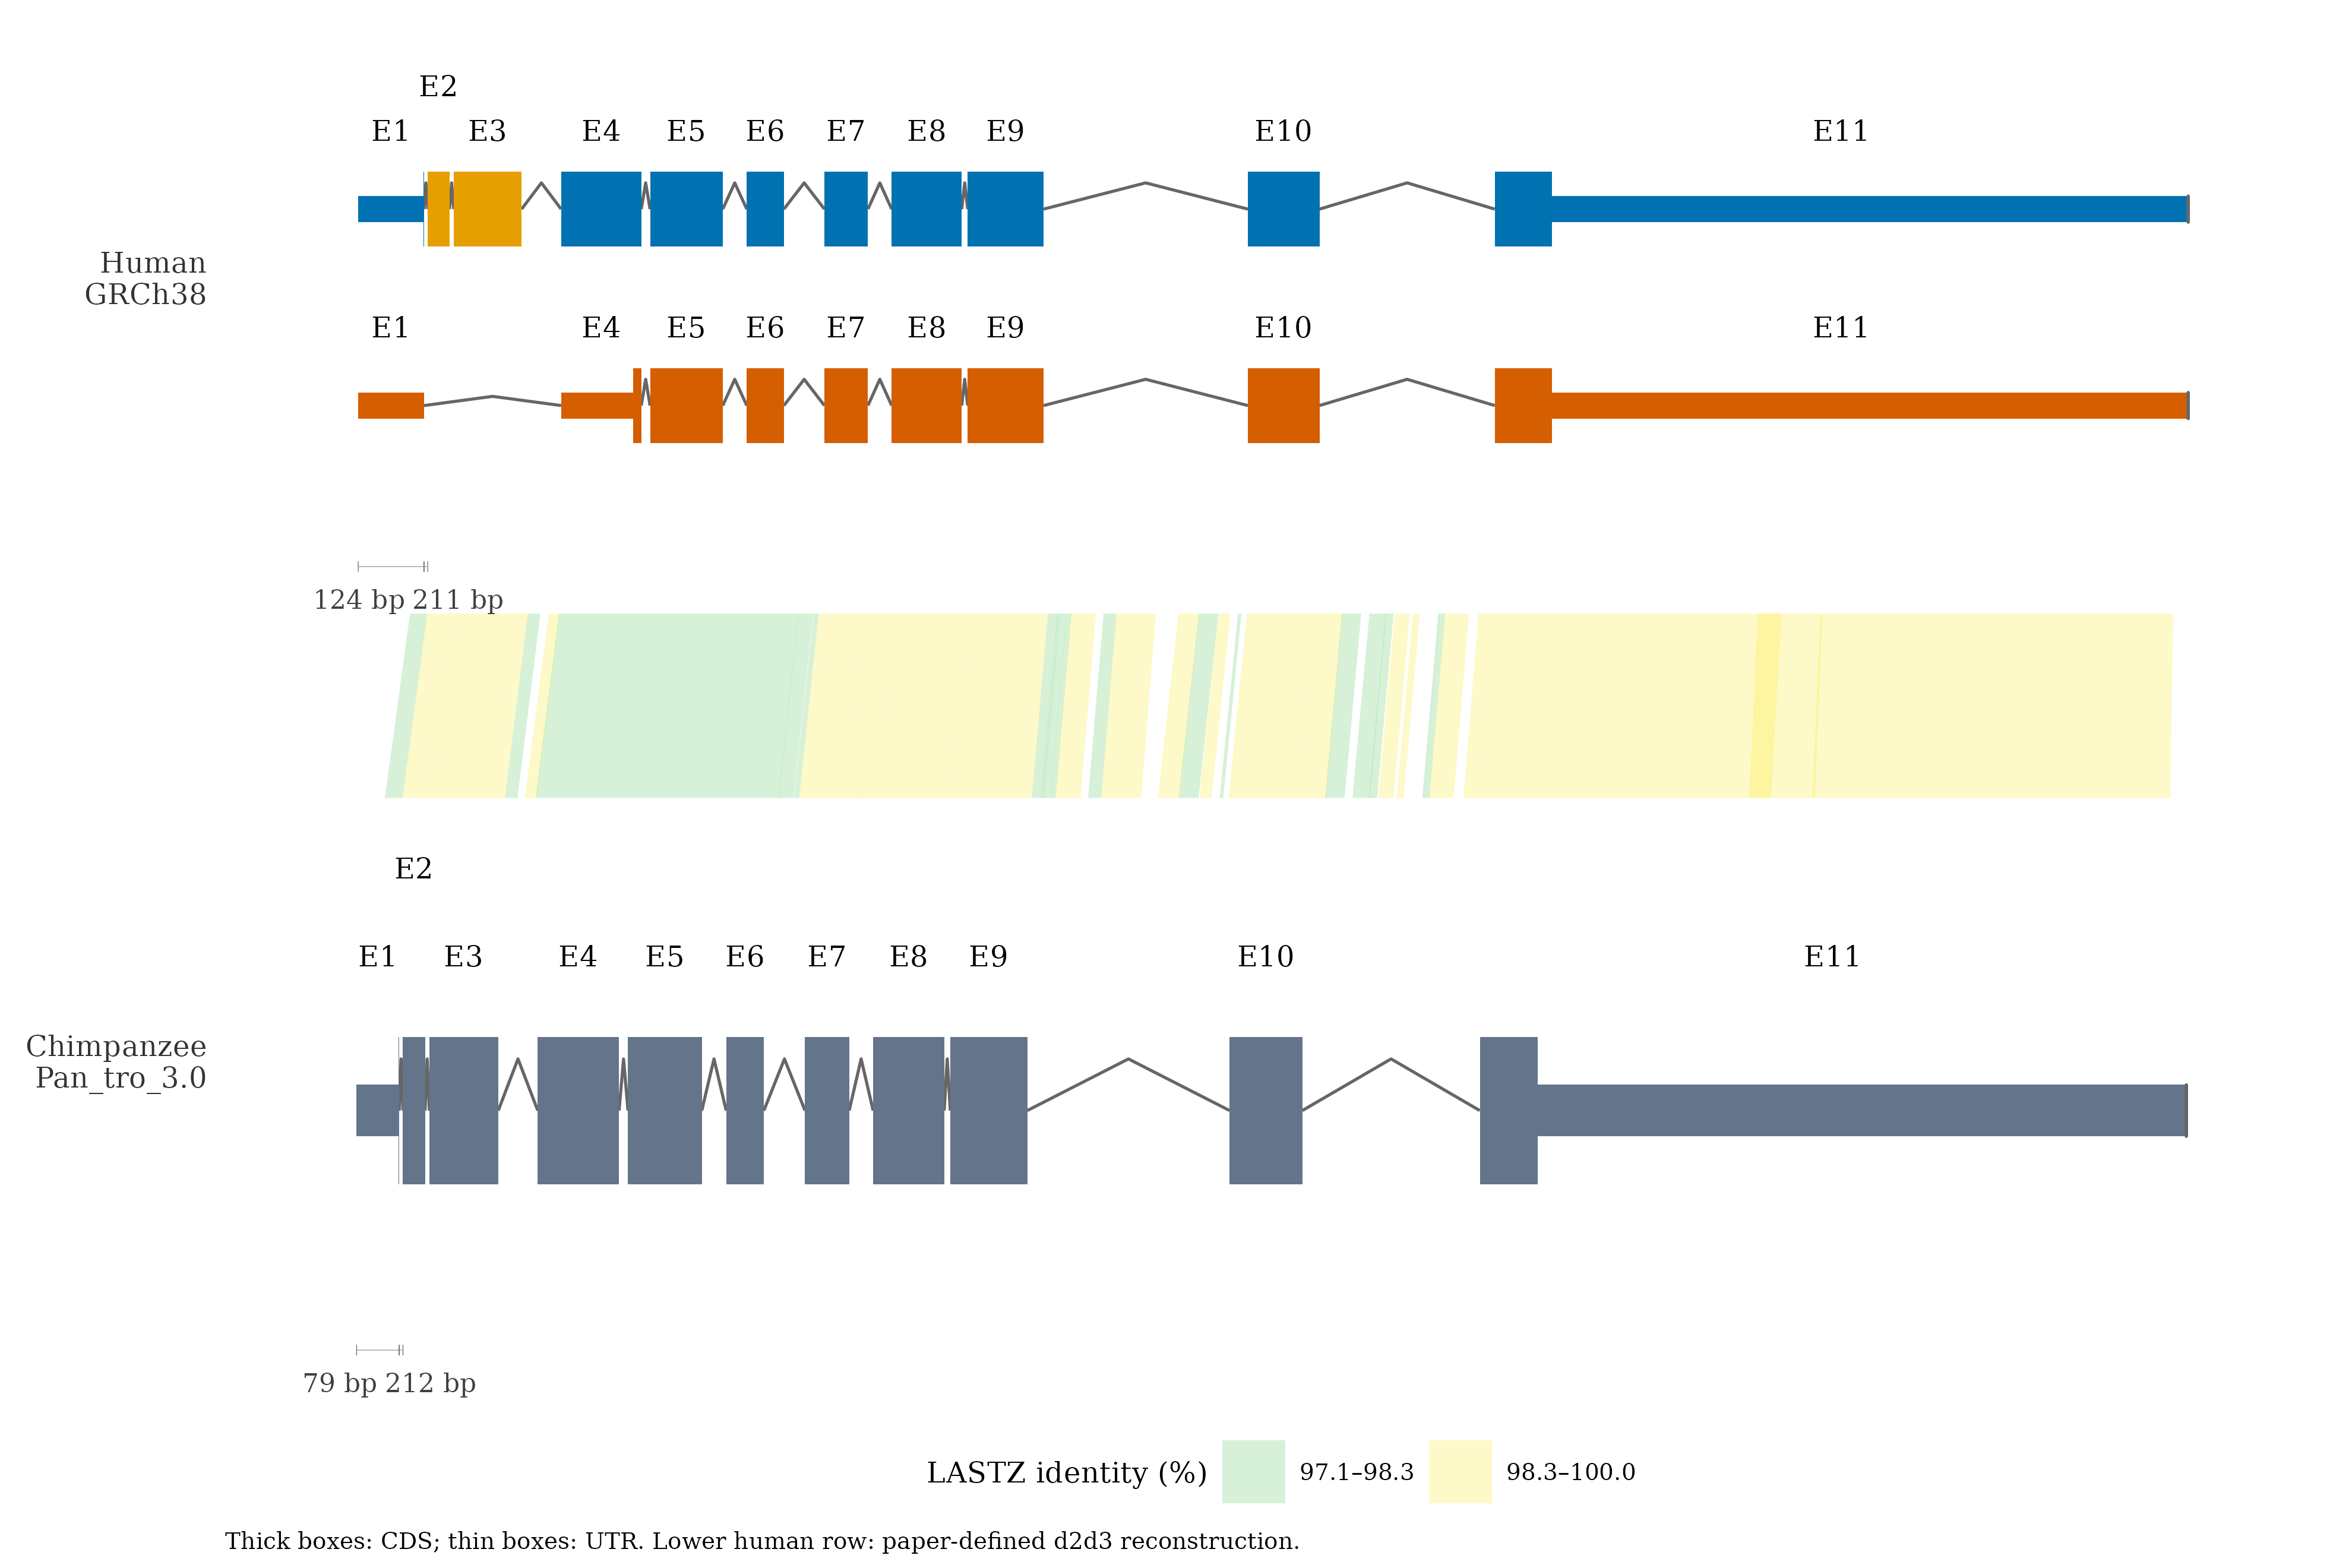 E2
E1 E3 E4 E5 E6 E7 E8 E9 E10 E11
Human
GRCh38
E1 E4 E5 E6 E7 E8 E9 E10 E11
124 bp 211 bp
E2
E1 E3 E4 E5 E6 E7 E8 E9 E10 E11
Chimpanzee
Pan_tro_3.0
79 bp 212 bp
LASTZ identity (%) 97.1–98.3 98.3–100.0
Thick boxes: CDS; thin boxes: UTR. Lower human row: paper-defined d2d3 reconstruction.